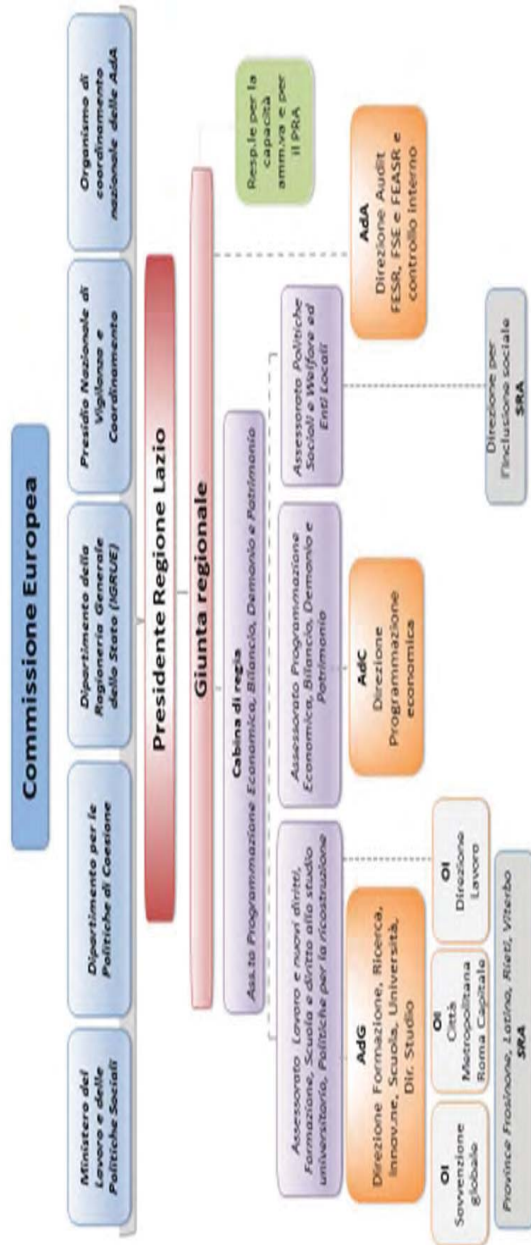 Commissione Europea
Ministero del
Lavoro e delle
Politiche Sociali
Dipartimento per le
Politiche di Coesione
Dipartimento della
Ragioneria Generale
dello Stato (IGRUE)
Presidio Nazionale di
Vigilanza e
Coordinamento
Organismo di
coordinamento
nazionale delle AdA
Presidente Regione Lazio
Giunta regionale
Resp.le per la
capacità
amm.va e per
il PRA
Cabina di regia
Ass.to Programmazione Economica, Bilancio, Demanio e Patrimonio
Assessorato Lavoro e nuovi diritti,
Formazione, Scuola e diritto allo studio
universitario, Politiche per la ricostruzione
Assessorato Programmazione
Economica, Bilancio, Demanio e
Patrimonio
Assessorato Politiche
Sociali e Welfare ed
Enti Locali
AdG
Direzione Formazione, Ricerca,
Innov.ne, Scuola, Università,
Dir. Studio
AdC
Direzione
Programmazione
economica
AdA
Direzione Audit
FESR, FSE e FEASR e
controllo interno
OI
Sovvenzione
globale
OI
Città
Metropolitana
Roma Capitale
OI
Direzione
Lavoro
Direzione per
l'inclusione sociale
SRA
Province Frosinone, Latina, Rieti, Viterbo
SRA